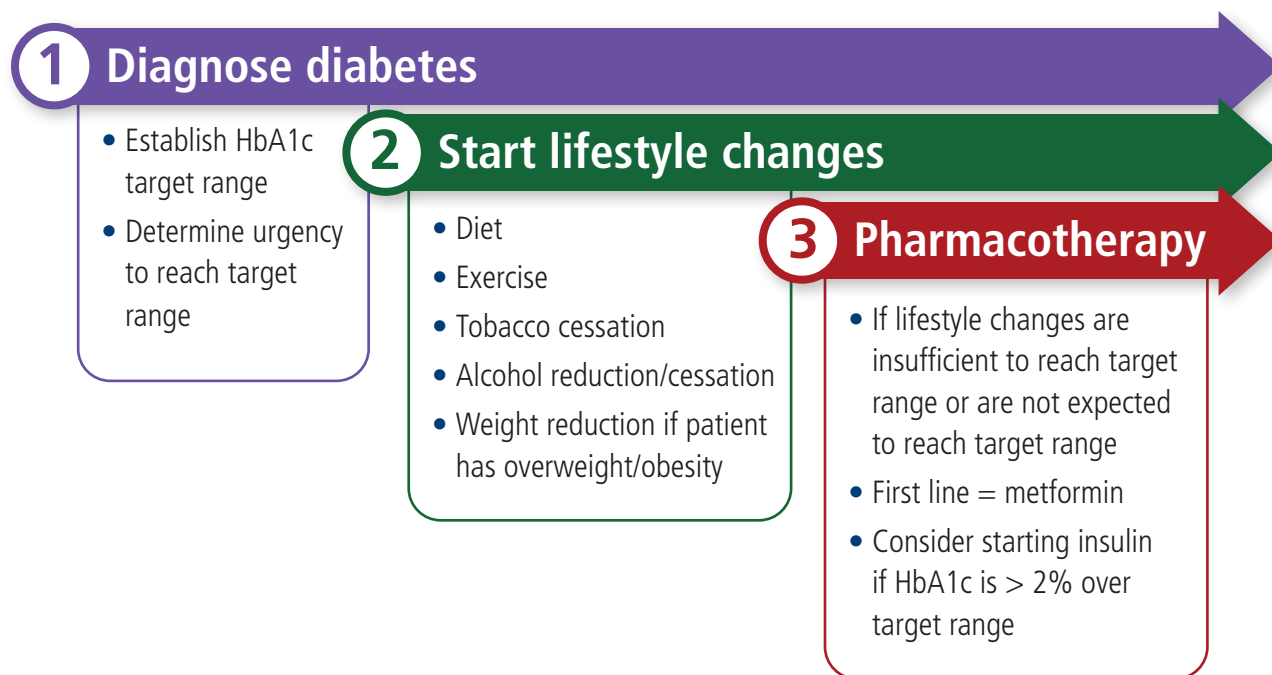 1 Diagnose diabetes
• Establish HbA1c
target range
• Determine urgency
to reach target
range
2 Start lifestyle changes
• Diet
• Exercise
• Tobacco cessation
• Alcohol reduction/cessation
• Weight reduction if patient
has overweight/obesity
3 Pharmacotherapy
• If lifestyle changes are
insufficient to reach target
range or are not expected
to reach target range
• First line = metformin
• Consider starting insulin
if HbA1c is > 2% over
target range